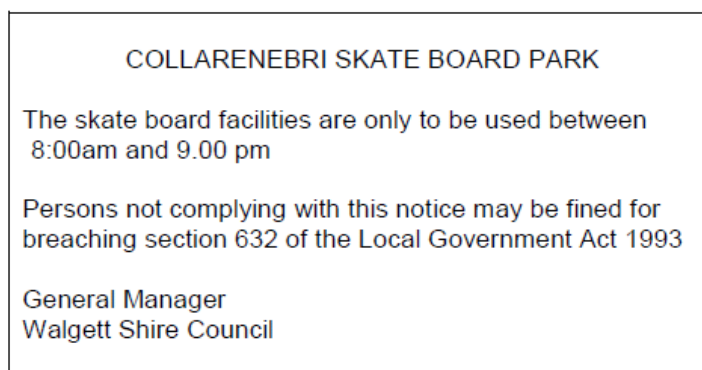 COLLARENEBRI SKATE BOARD PARK
The skate board facilities are only to be used between
8:00am and 9.00 pm
Persons not complying with this notice may be fined for
breaching section 632 of the Local Government Act 1993
General Manager
Walgett Shire Council